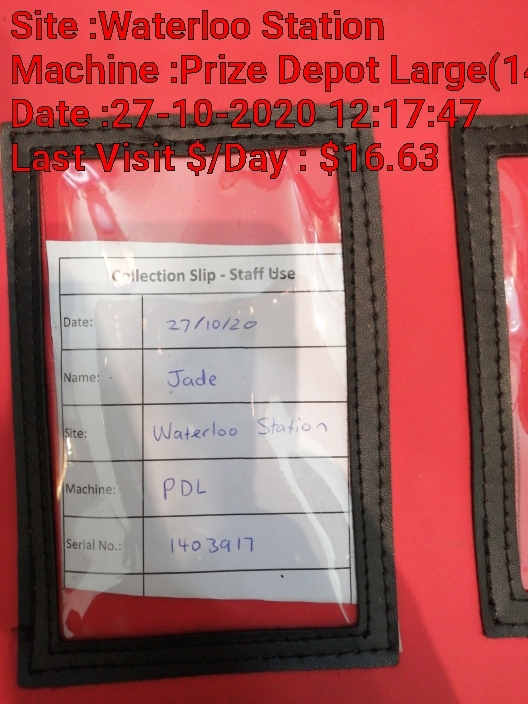 Site :Waterloo Station
Machine :Prize Depot Large(14
Date :27-10-2020 12:17:47
Last Visit $/Day : $16.63
Collection Slip - Staff Use
Date: 27/10/20
Name: Jade
Site: Waterloo Station
Machine: PDL
Serial No.: 1403917